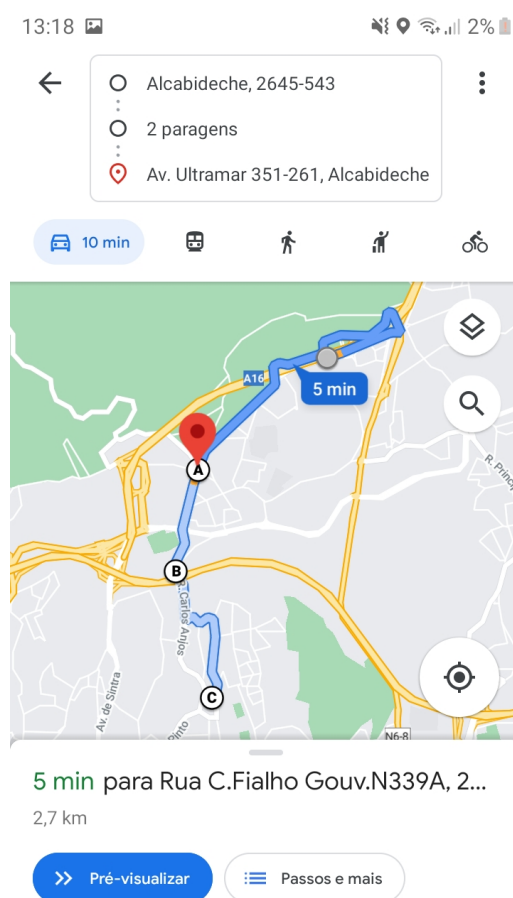 13:18
2%
Alcabideche, 2645-543
2 paragens
Av. Ultramar 351-261, Alcabideche
10 min
A16
5 min
A
R. Princ
B
R. Carlos Anjos
Av. de Sintra
C
Pinto
N6-8
5 min para Rua C.Fialho Gouv.N339A, 2...
2,7 km
Pré-visualizar
Passos e mais